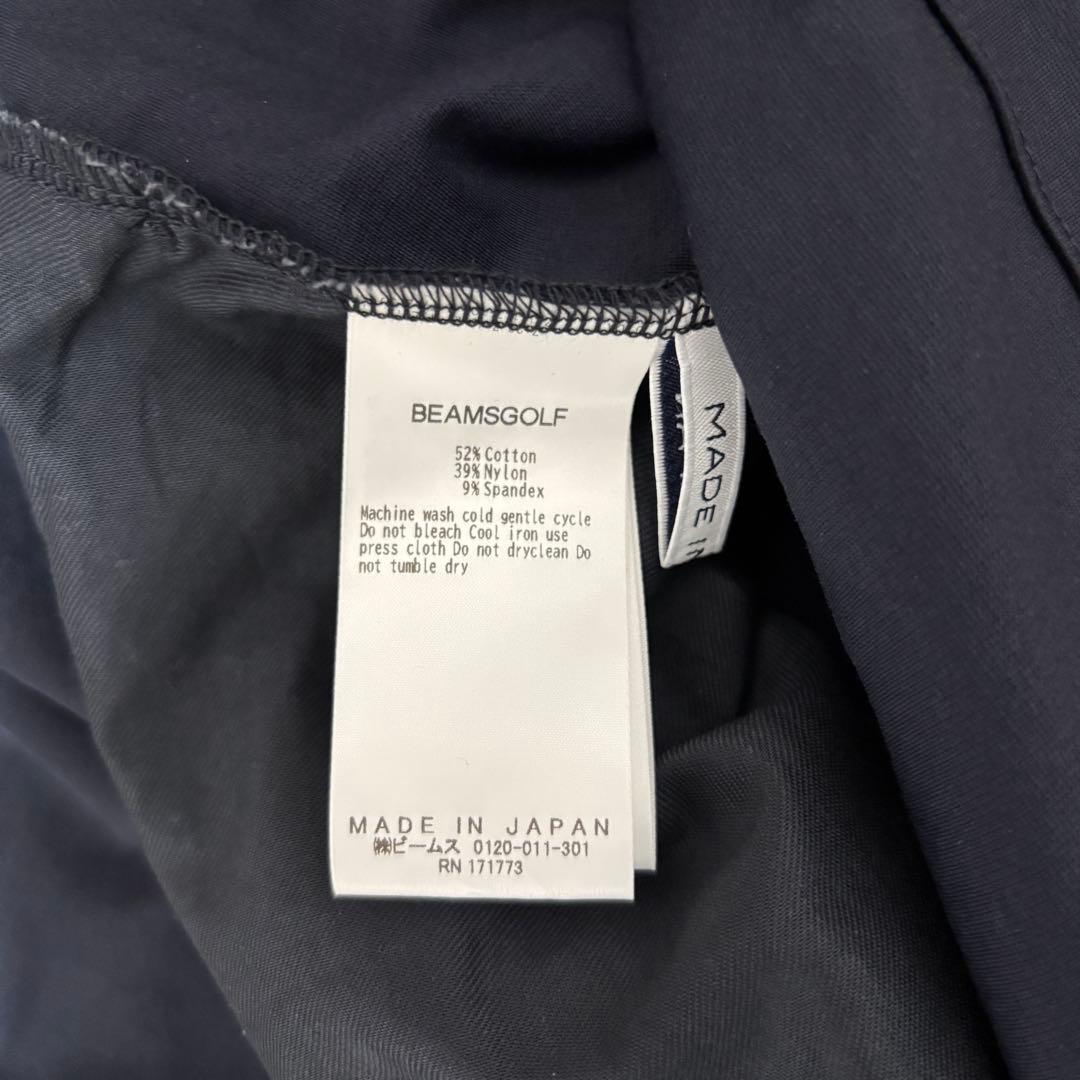 BEAMSGOLF
52% Cotton
39% Nylon
9% Spandex
Machine wash cold gentle cycle
Do not bleach Cool iron use
press cloth Do not dryclean Do
not tumble dry
MADE IN JAPAN
㈱ビームス 0120-011-301
RN 171773
MADE IN